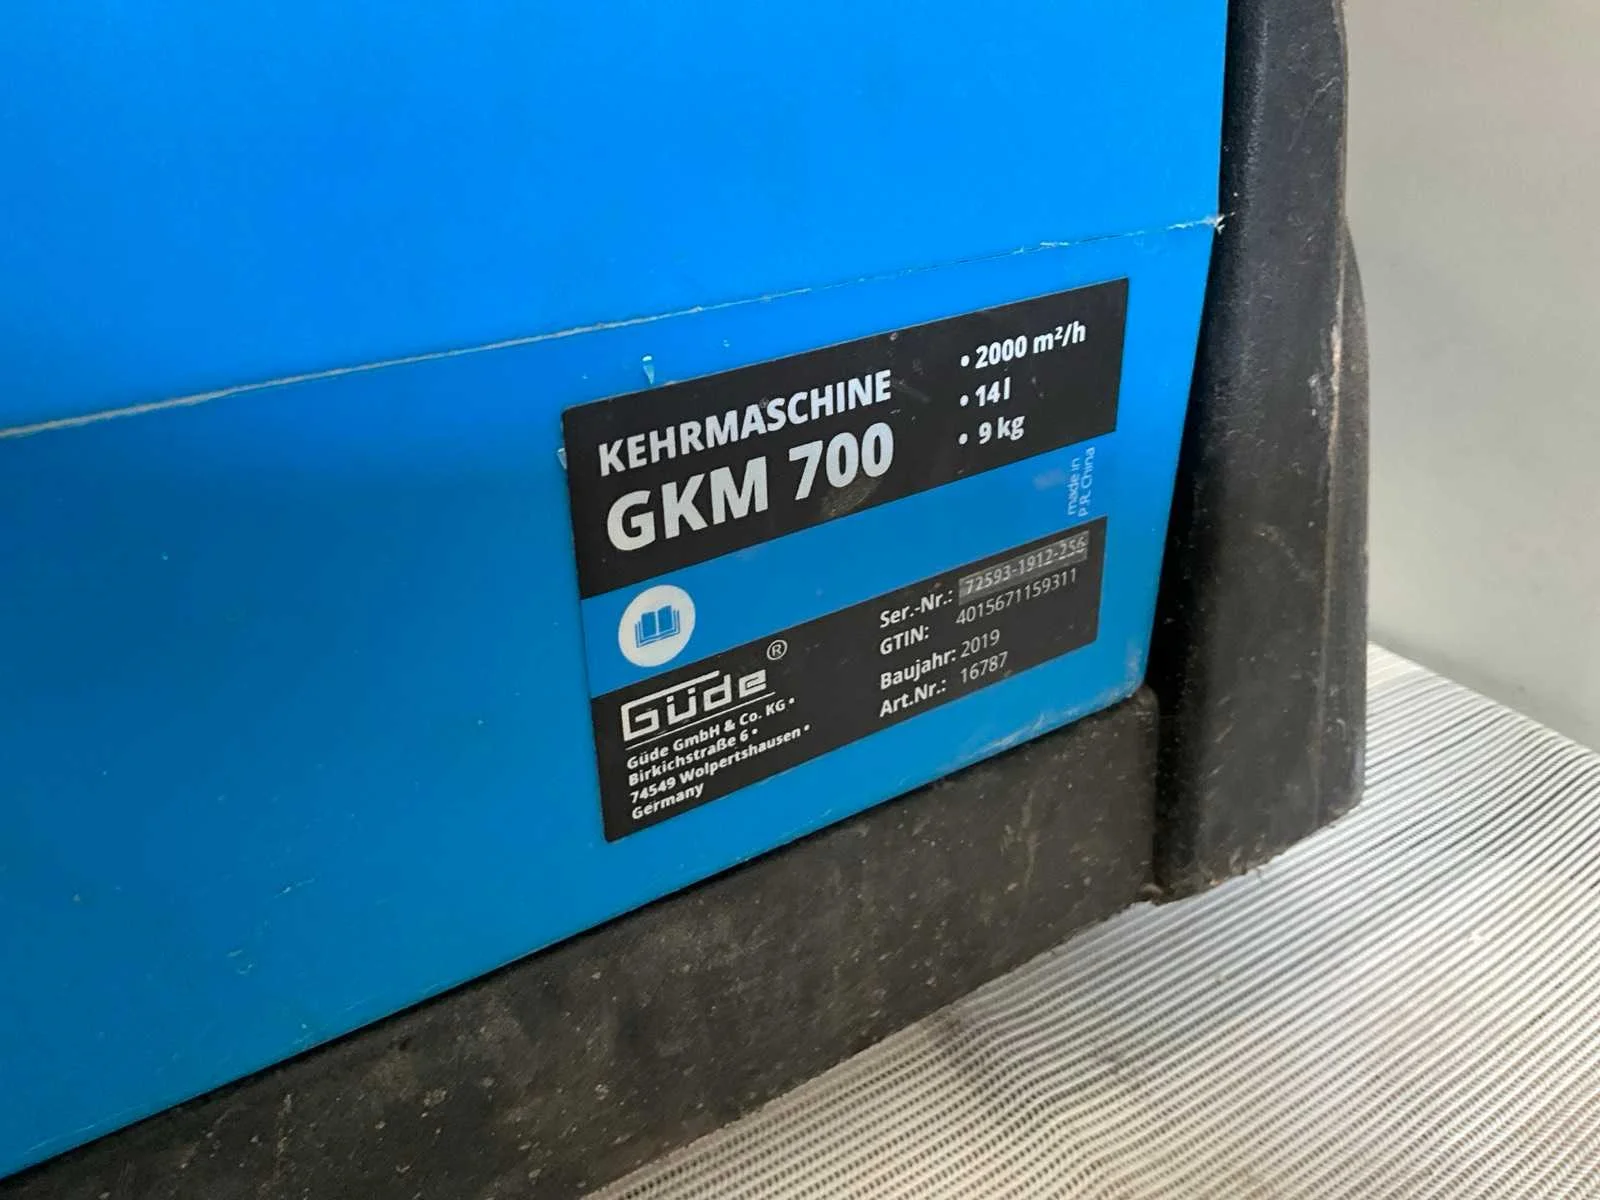 KEHRMASCHINE
GKM 700
• 2000 m²/h
• 14 l
• 9 kg
made in
P.R. China
Güde ®
Güde GmbH & Co. KG •
Birkichstraße 6 •
74549 Wolpertshausen •
Germany
Ser.-Nr.: 72593-1912-256
GTIN: 4015671159311
Baujahr: 2019
Art.Nr.: 16787